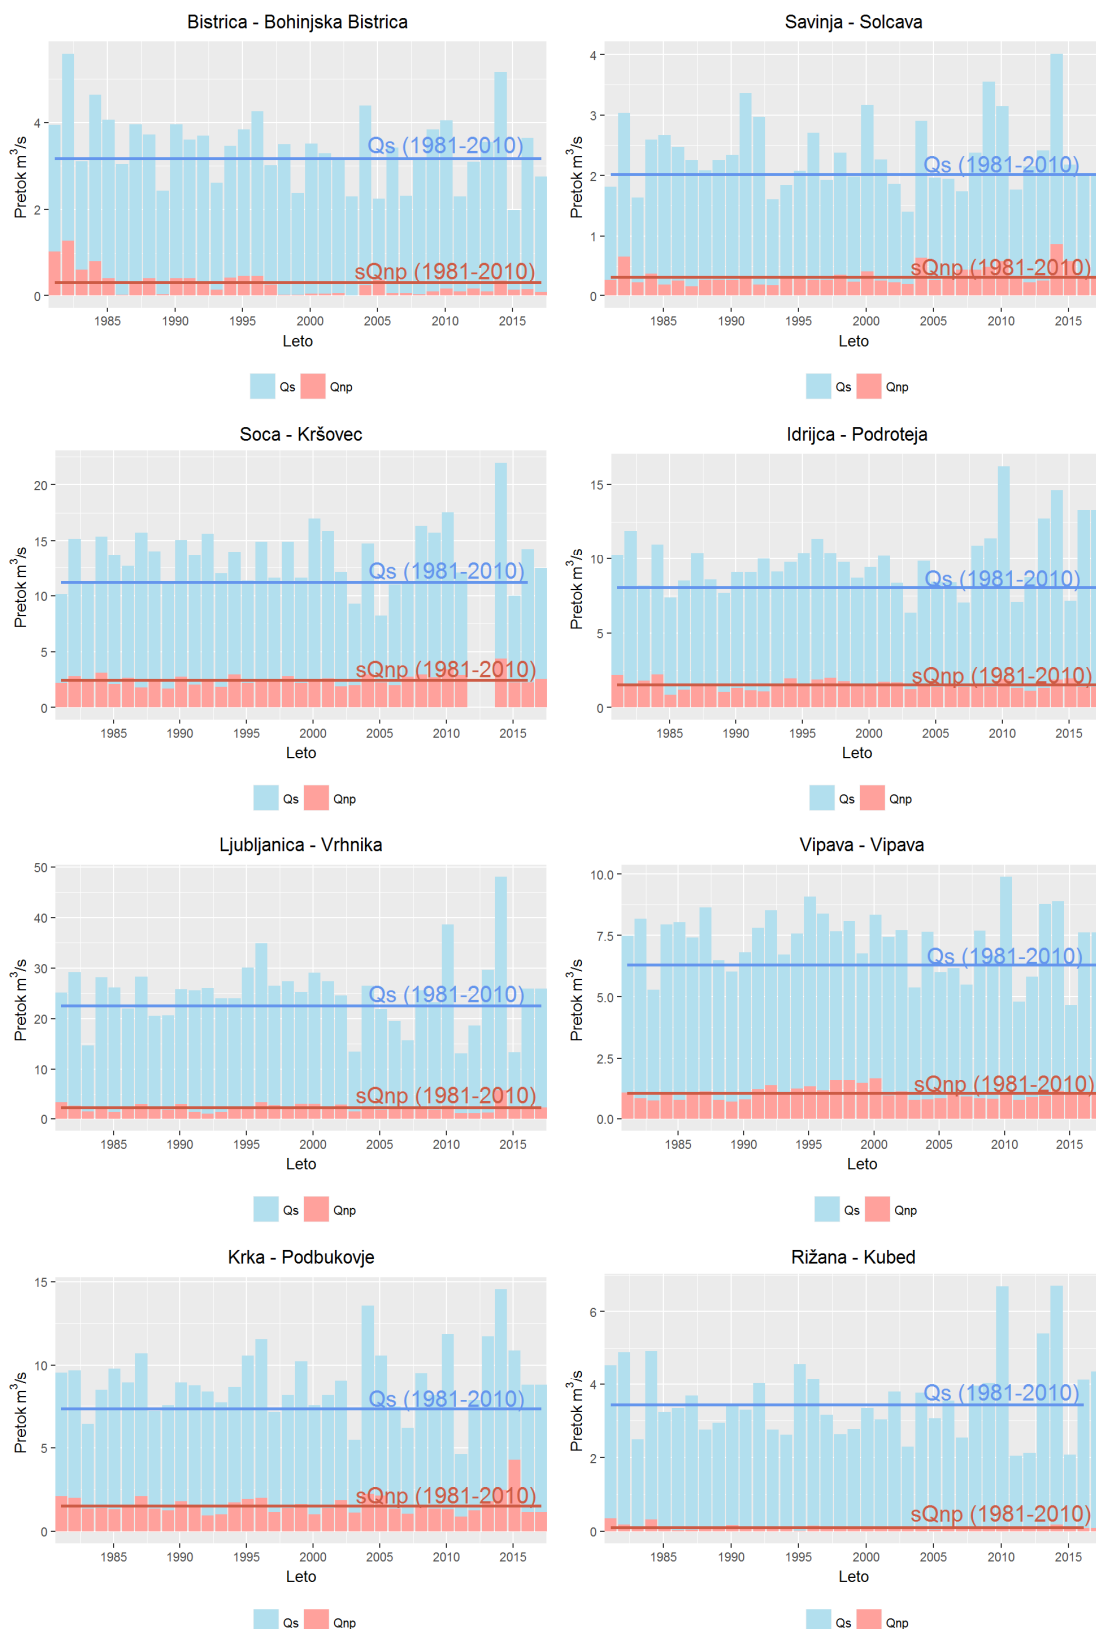 Bistrica - Bohinjska Bistrica
Pretok m³/s
4
2
0
Qs (1981-2010)
sQnp (1981-2010)
1985 1990 1995 2000 2005 2010 2015
Leto
Qs Qnp
Savinja - Solcava
Pretok m³/s
4
3
2
1
0
Qs (1981-2010)
sQnp (1981-2010)
1985 1990 1995 2000 2005 2010 2015
Leto
Qs Qnp
Soca - Kršovec
Pretok m³/s
20
15
10
5
0
Qs (1981-2010)
sQnp (1981-2010)
1985 1990 1995 2000 2005 2010 2015
Leto
Qs Qnp
Idrijca - Podroteja
Pretok m³/s
15
10
5
0
Qs (1981-2010)
sQnp (1981-2010)
1985 1990 1995 2000 2005 2010 2015
Leto
Qs Qnp
Ljubljanica - Vrhnika
Pretok m³/s
50
40
30
20
10
0
Qs (1981-2010)
sQnp (1981-2010)
1985 1990 1995 2000 2005 2010 2015
Leto
Qs Qnp
Vipava - Vipava
Pretok m³/s
10.0
7.5
5.0
2.5
0.0
Qs (1981-2010)
sQnp (1981-2010)
1985 1990 1995 2000 2005 2010 2015
Leto
Qs Qnp
Krka - Podbukovje
Pretok m³/s
15
10
5
0
Qs (1981-2010)
sQnp (1981-2010)
1985 1990 1995 2000 2005 2010 2015
Leto
Qs Qnp
Rižana - Kubed
Pretok m³/s
6
4
2
0
Qs (1981-2010)
sQnp (1981-2010)
1985 1990 1995 2000 2005 2010 2015
Leto
Qs Qnp